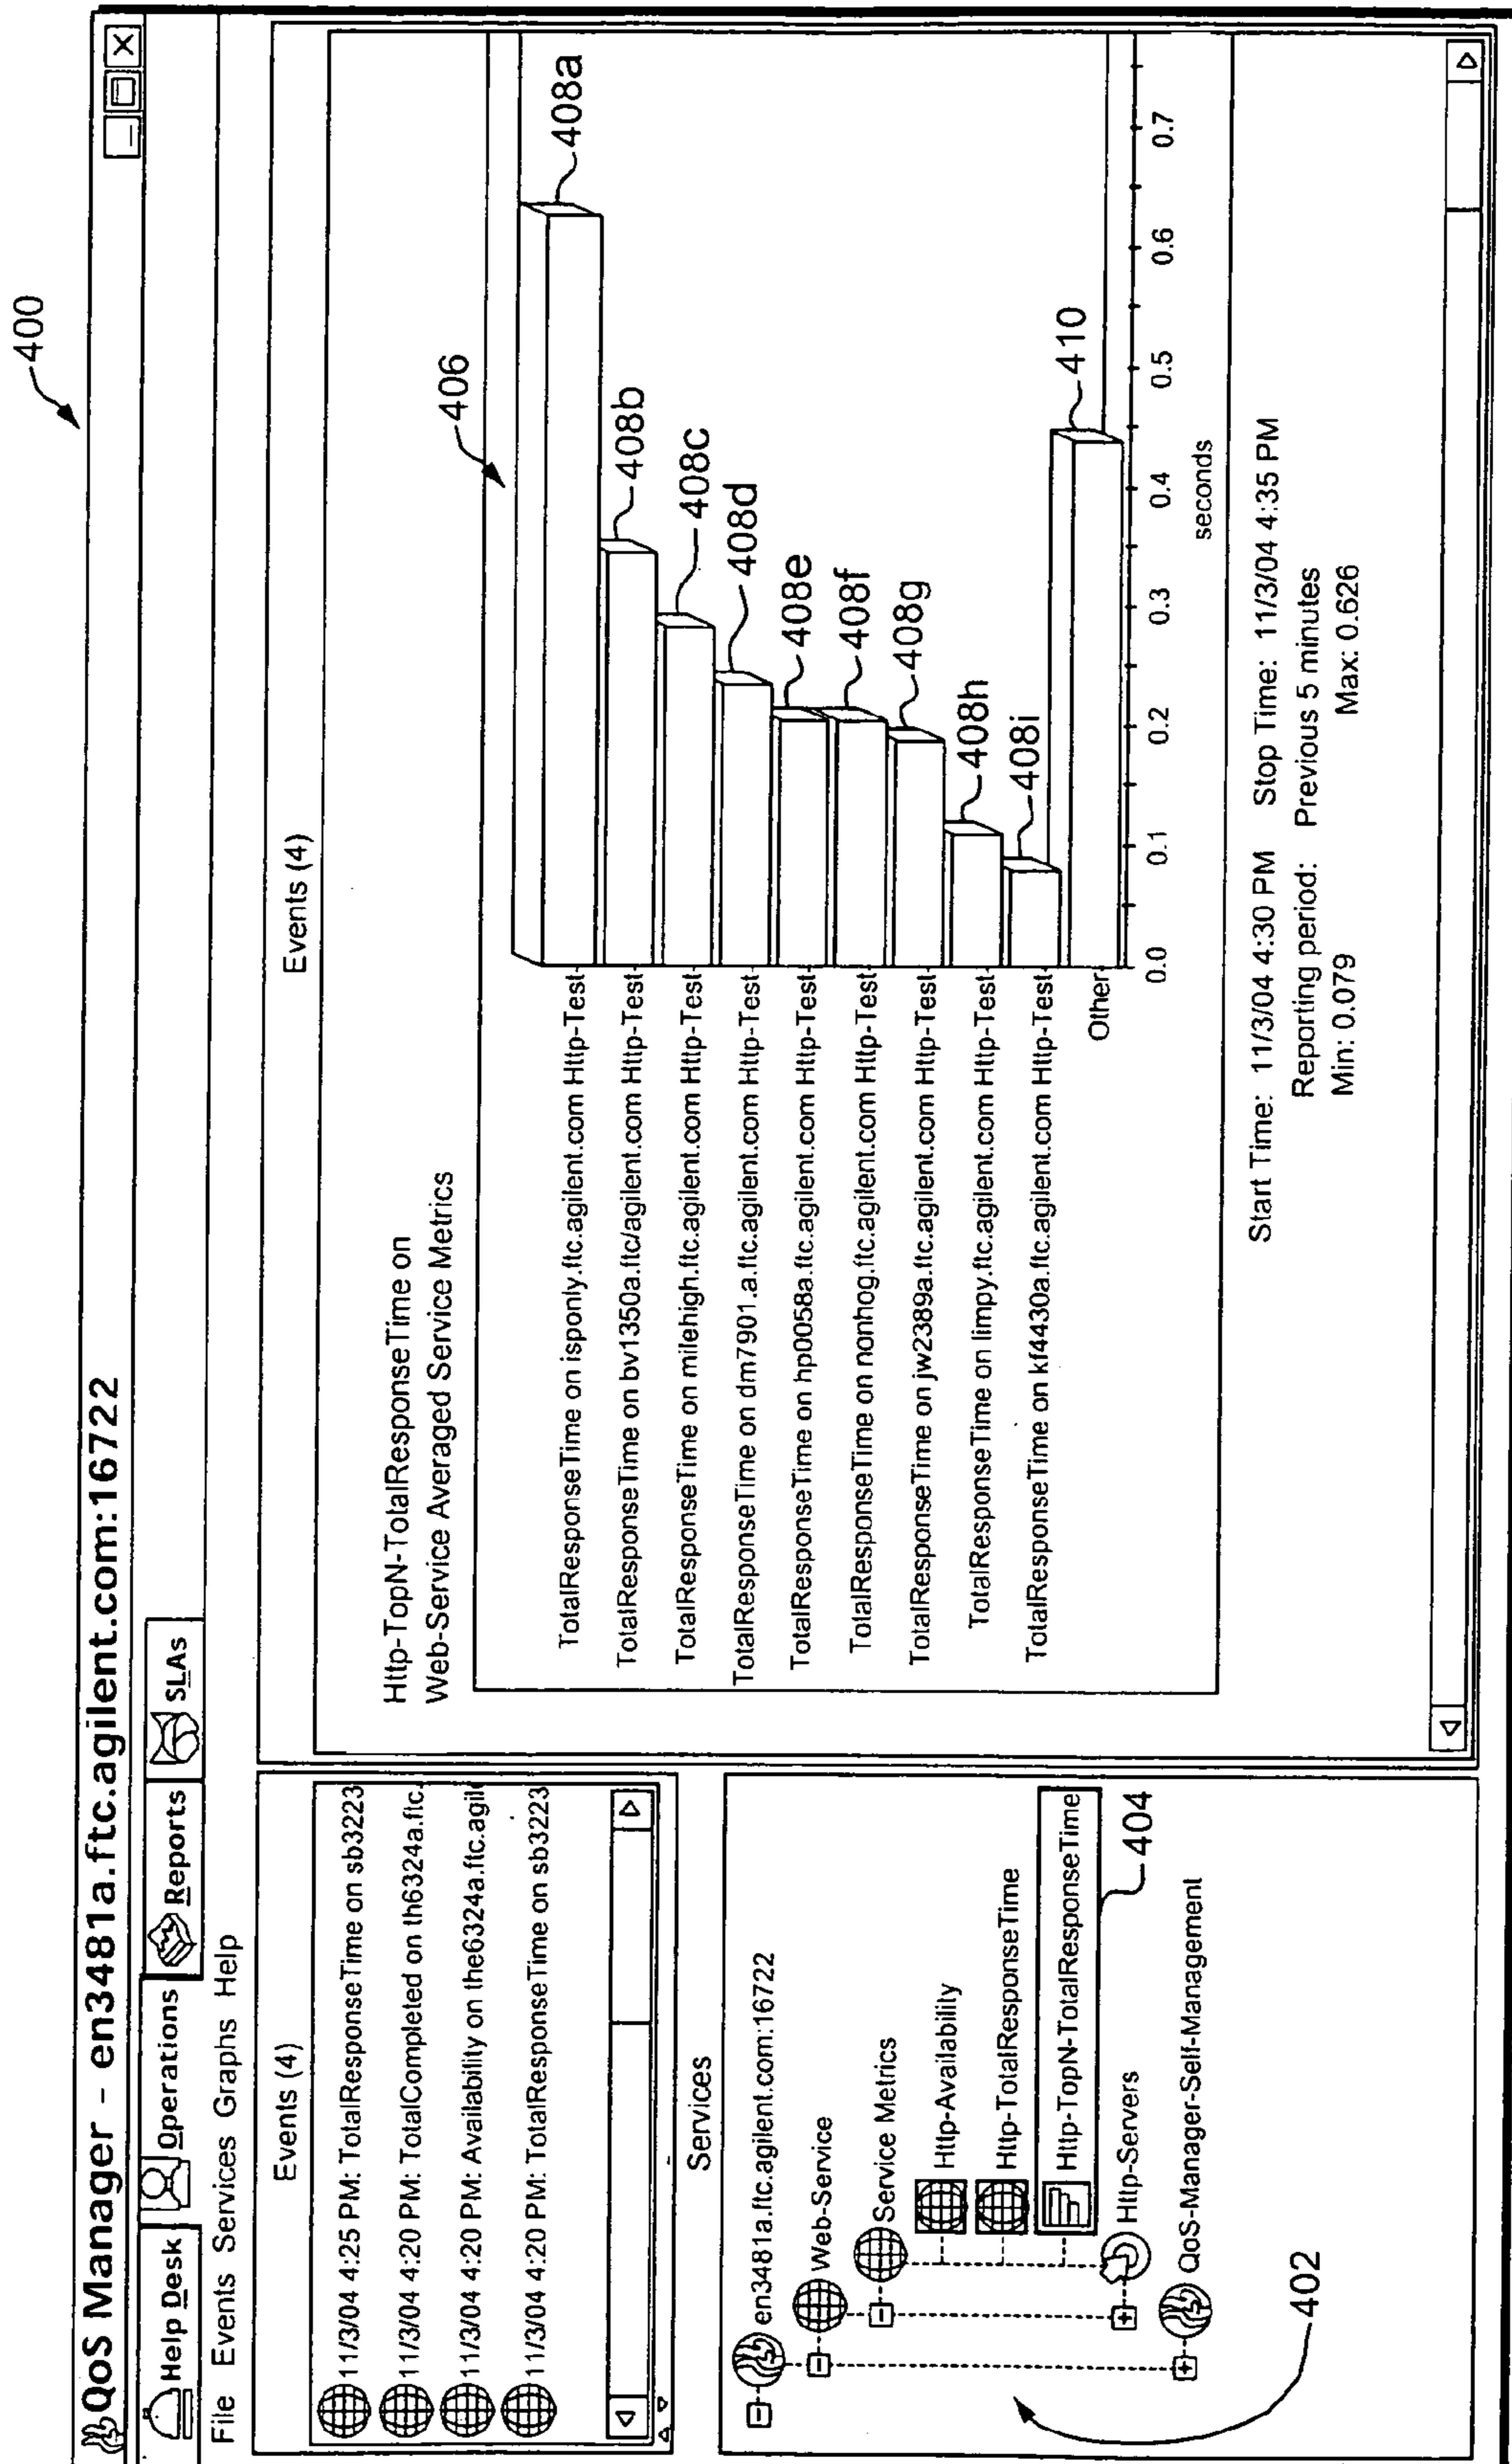 400
QoS Manager - en3481a.ftc.agilent.com:16722
Help Desk
Operations
Reports
SLAs
File Events Services Graphs Help
Events (4)
11/3/04 4:25 PM: TotalResponseTime on sb3223
11/3/04 4:20 PM: TotalCompleted on th6324a.ftc.
11/3/04 4:20 PM: Availability on the6324a.ftc.agile
11/3/04 4:20 PM: TotalResponseTime on sb3223
Services
en3481a.ftc.agilent.com:16722
Web-Service
Service Metrics
Http-Availability
Http-TotalResponseTime
Http-TopN-TotalResponseTime
404
Http-Servers
QoS-Manager-Self-Management
402
Events (4)
Http-TopN-TotalResponseTime on
Web-Service Averaged Service Metrics
406
TotalResponseTime on isponly.ftc.agilent.com Http-Test
408a
TotalResponseTime on bv1350a.ftc/agilent.com Http-Test
408b
TotalResponseTime on milehigh.ftc.agilent.com Http-Test
408c
TotalResponseTime on dm7901.a.ftc.agilent.com Http-Test
408d
TotalResponseTime on hp0058a.ftc.agilent.com Http-Test
408e
TotalResponseTime on nonhog.ftc.agilent.com Http-Test
408f
TotalResponseTime on jw2389a.ftc.agilent.com Http-Test
408g
TotalResponseTime on limpy.ftc.agilent.com Http-Test
408h
TotalResponseTime on kf4430a.ftc.agilent.com Http-Test
408i
Other
410
0.0 0.1 0.2 0.3 0.4 0.5 0.6 0.7
seconds
Start Time: 11/3/04 4:30 PM Stop Time: 11/3/04 4:35 PM
Reporting period: Previous 5 minutes
Min: 0.079 Max: 0.626